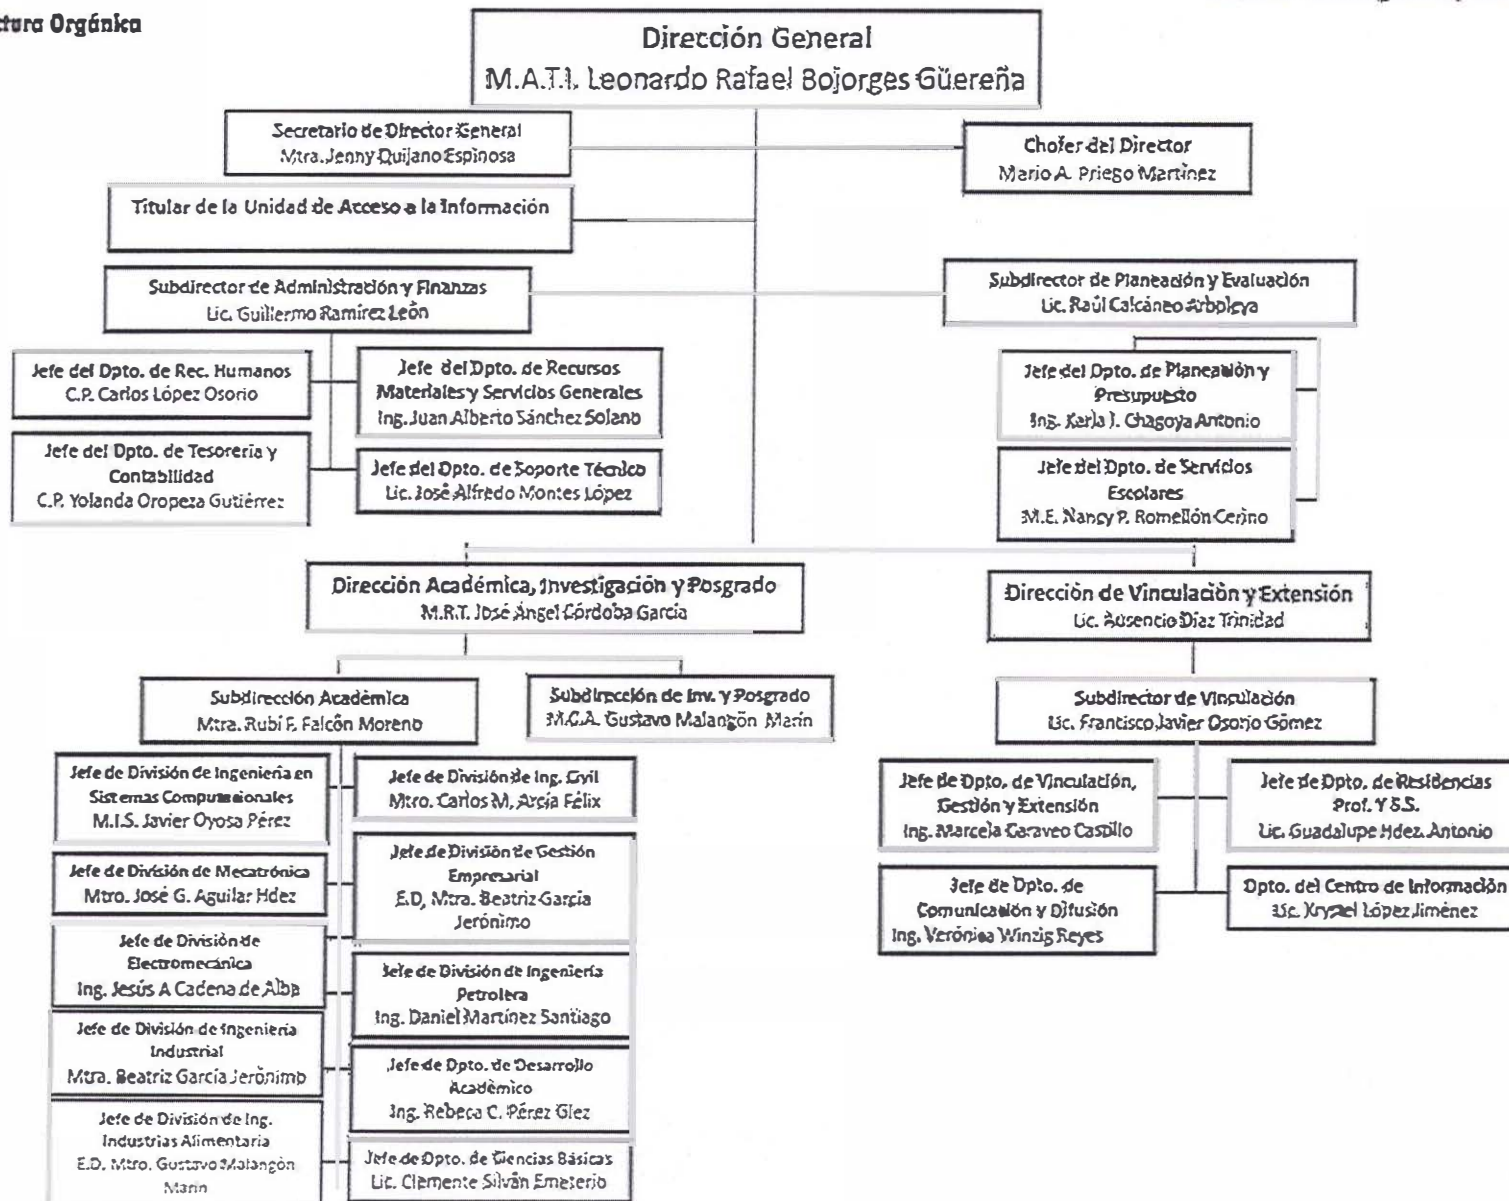 ctura Orgánica
Dirección General
M.A.T.I. Leonardo Rafael Bojorges Güereña
Secretario de Director General
Mtra. Jenny Quijano Espinosa
Chofer del Director
Mario A. Priego Martínez
Titular de la Unidad de Acceso a la Información
Subdirector de Administración y Finanzas
Lic. Guillermo Ramírez León
Subdirector de Planeación y Evaluación
Lic. Raúl Calcáneo Arboleya
Jefe del Dpto. de Rec. Humanos
C.P. Carlos López Osorio
Jefe del Dpto. de Recursos
Materiales y Servicios Generales
Ing. Juan Alberto Sánchez Solano
Jefe del Dpto. de Planeación y
Presupuesto
Ing. Karla J. Chagoya Antonio
Jefe del Dpto. de Tesorería y
Contabilidad
C.P. Yolanda Oropeza Gutiérrez
Jefe del Dpto. de Soporte Técnico
Lic. José Alfredo Montes López
Jefe del Dpto. de Servicios
Escolares
M.E. Nancy P. Romellón Cerino
Dirección Académica, Investigación y Posgrado
M.R.T. José Ángel Córdoba García
Dirección de Vinculación y Extensión
Lic. Ausencio Díaz Trinidad
Subdirección Académica
Mtra. Rubí F. Falcón Moreno
Subdirección de Inv. y Posgrado
M.C.A. Gustavo Malangón Marín
Subdirector de Vinculación
Lic. Francisco Javier Osorio Gómez
Jefe de División de Ingeniería en
Sistemas Computacionales
M.I.S. Javier Oyosa Pérez
Jefe de División de Ing. Civil
Mtro. Carlos M. Arcía Félix
Jefe de Dpto. de Vinculación,
Gestión y Extensión
Ing. Marcela Garaveo Castillo
Jefe de Dpto. de Residencias
Prof. Y S.S.
Lic. Guadalupe Hdez. Antonio
Jefe de División de Mecatrónica
Mtro. José G. Aguilar Hdez
Jefe de División de Gestión
Empresarial
E.D, Mtra. Beatriz García
Jerónimo
Jefe de Dpto. de
Comunicación y Difusión
Ing. Verónica Winzig Reyes
Dpto. del Centro de Información
Lic. Krystel López Jiménez
Jefe de División de
Electromecánica
Ing. Jesús A Cadena de Alba
Jefe de División de Ingeniería
Petrolera
Ing. Daniel Martínez Santiago
Jefe de División de Ingeniería
Industrial
Mtra. Beatriz García Jerónimo
Jefe de Dpto. de Desarrollo
Académico
Ing. Rebeca C. Pérez Glez
Jefe de División de Ing.
Industrias Alimentaria
E.D. Mtro. Gustavo Malangón
Marín
Jefe de Dpto. de Ciencias Básicas
Lic. Clemente Silván Emeterio